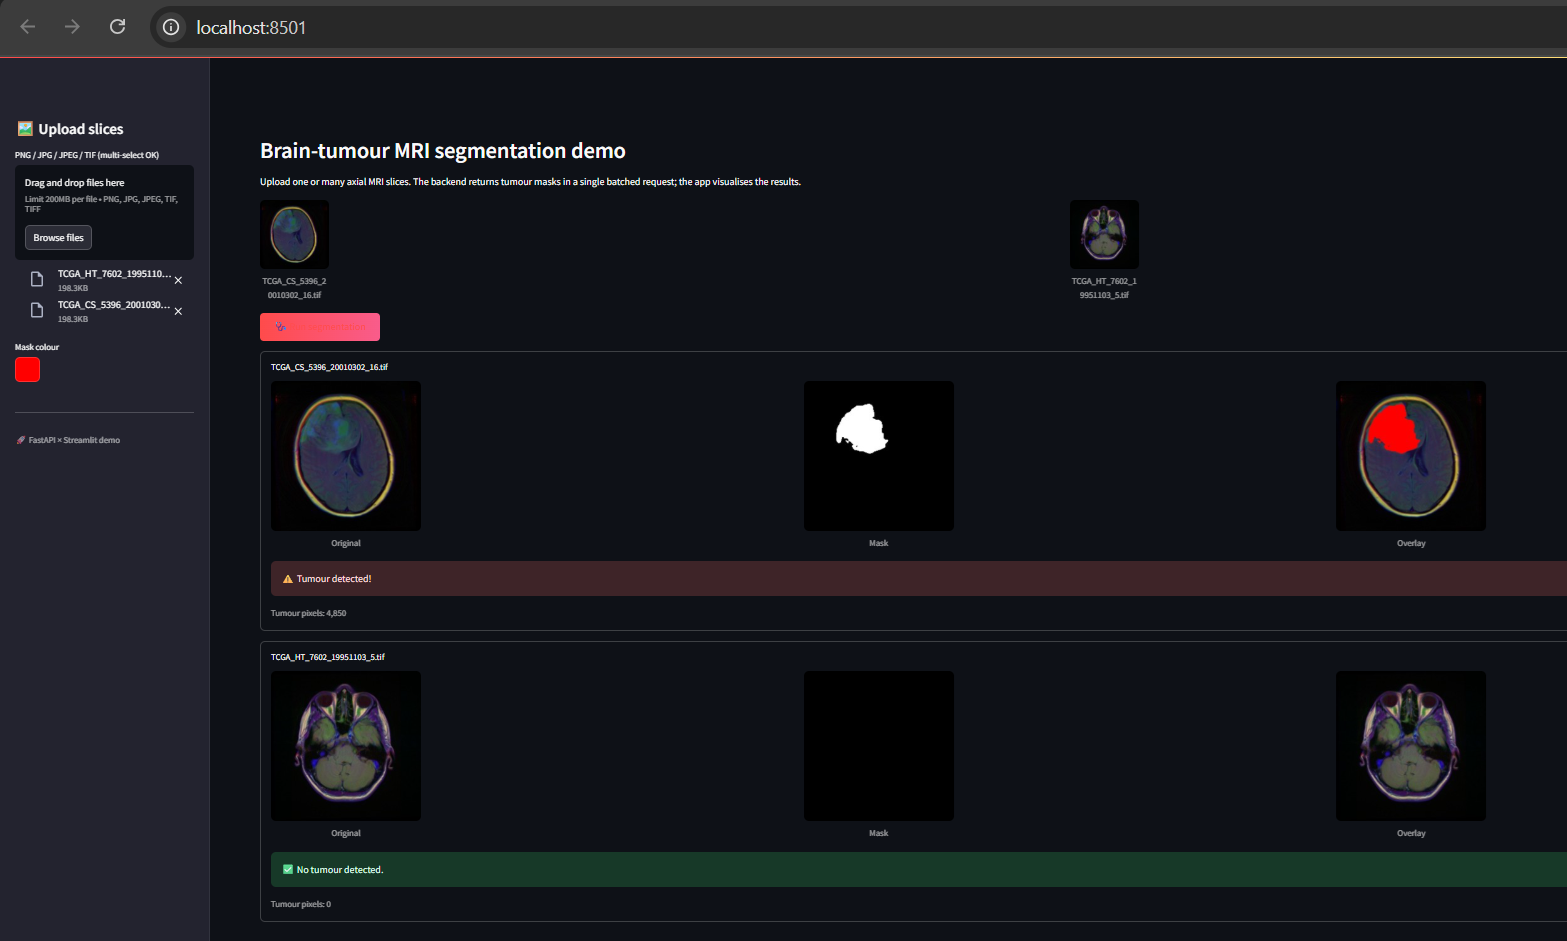 localhost:8501
Upload slices
PNG / JPG / JPEG / TIF (multi-select OK)
Drag and drop files here
Limit 200MB per file • PNG, JPG, JPEG, TIF,
TIFF
Browse files
TCGA_HT_7602_1995110...
198.3KB
TCGA_CS_5396_2001030...
198.3KB
Mask colour
FastAPI × Streamlit demo
Brain-tumour MRI segmentation demo
Upload one or many axial MRI slices. The backend returns tumour masks in a single batched request; the app visualises the results.
TCGA_CS_5396_2
0010302_16.tif
TCGA_HT_7602_1
9951103_5.tif
TCGA_CS_5396_20010302_16.tif
Original
Mask
Overlay
Tumour detected!
Tumour pixels: 4,850
TCGA_HT_7602_19951103_5.tif
Original
Mask
Overlay
No tumour detected.
Tumour pixels: 0